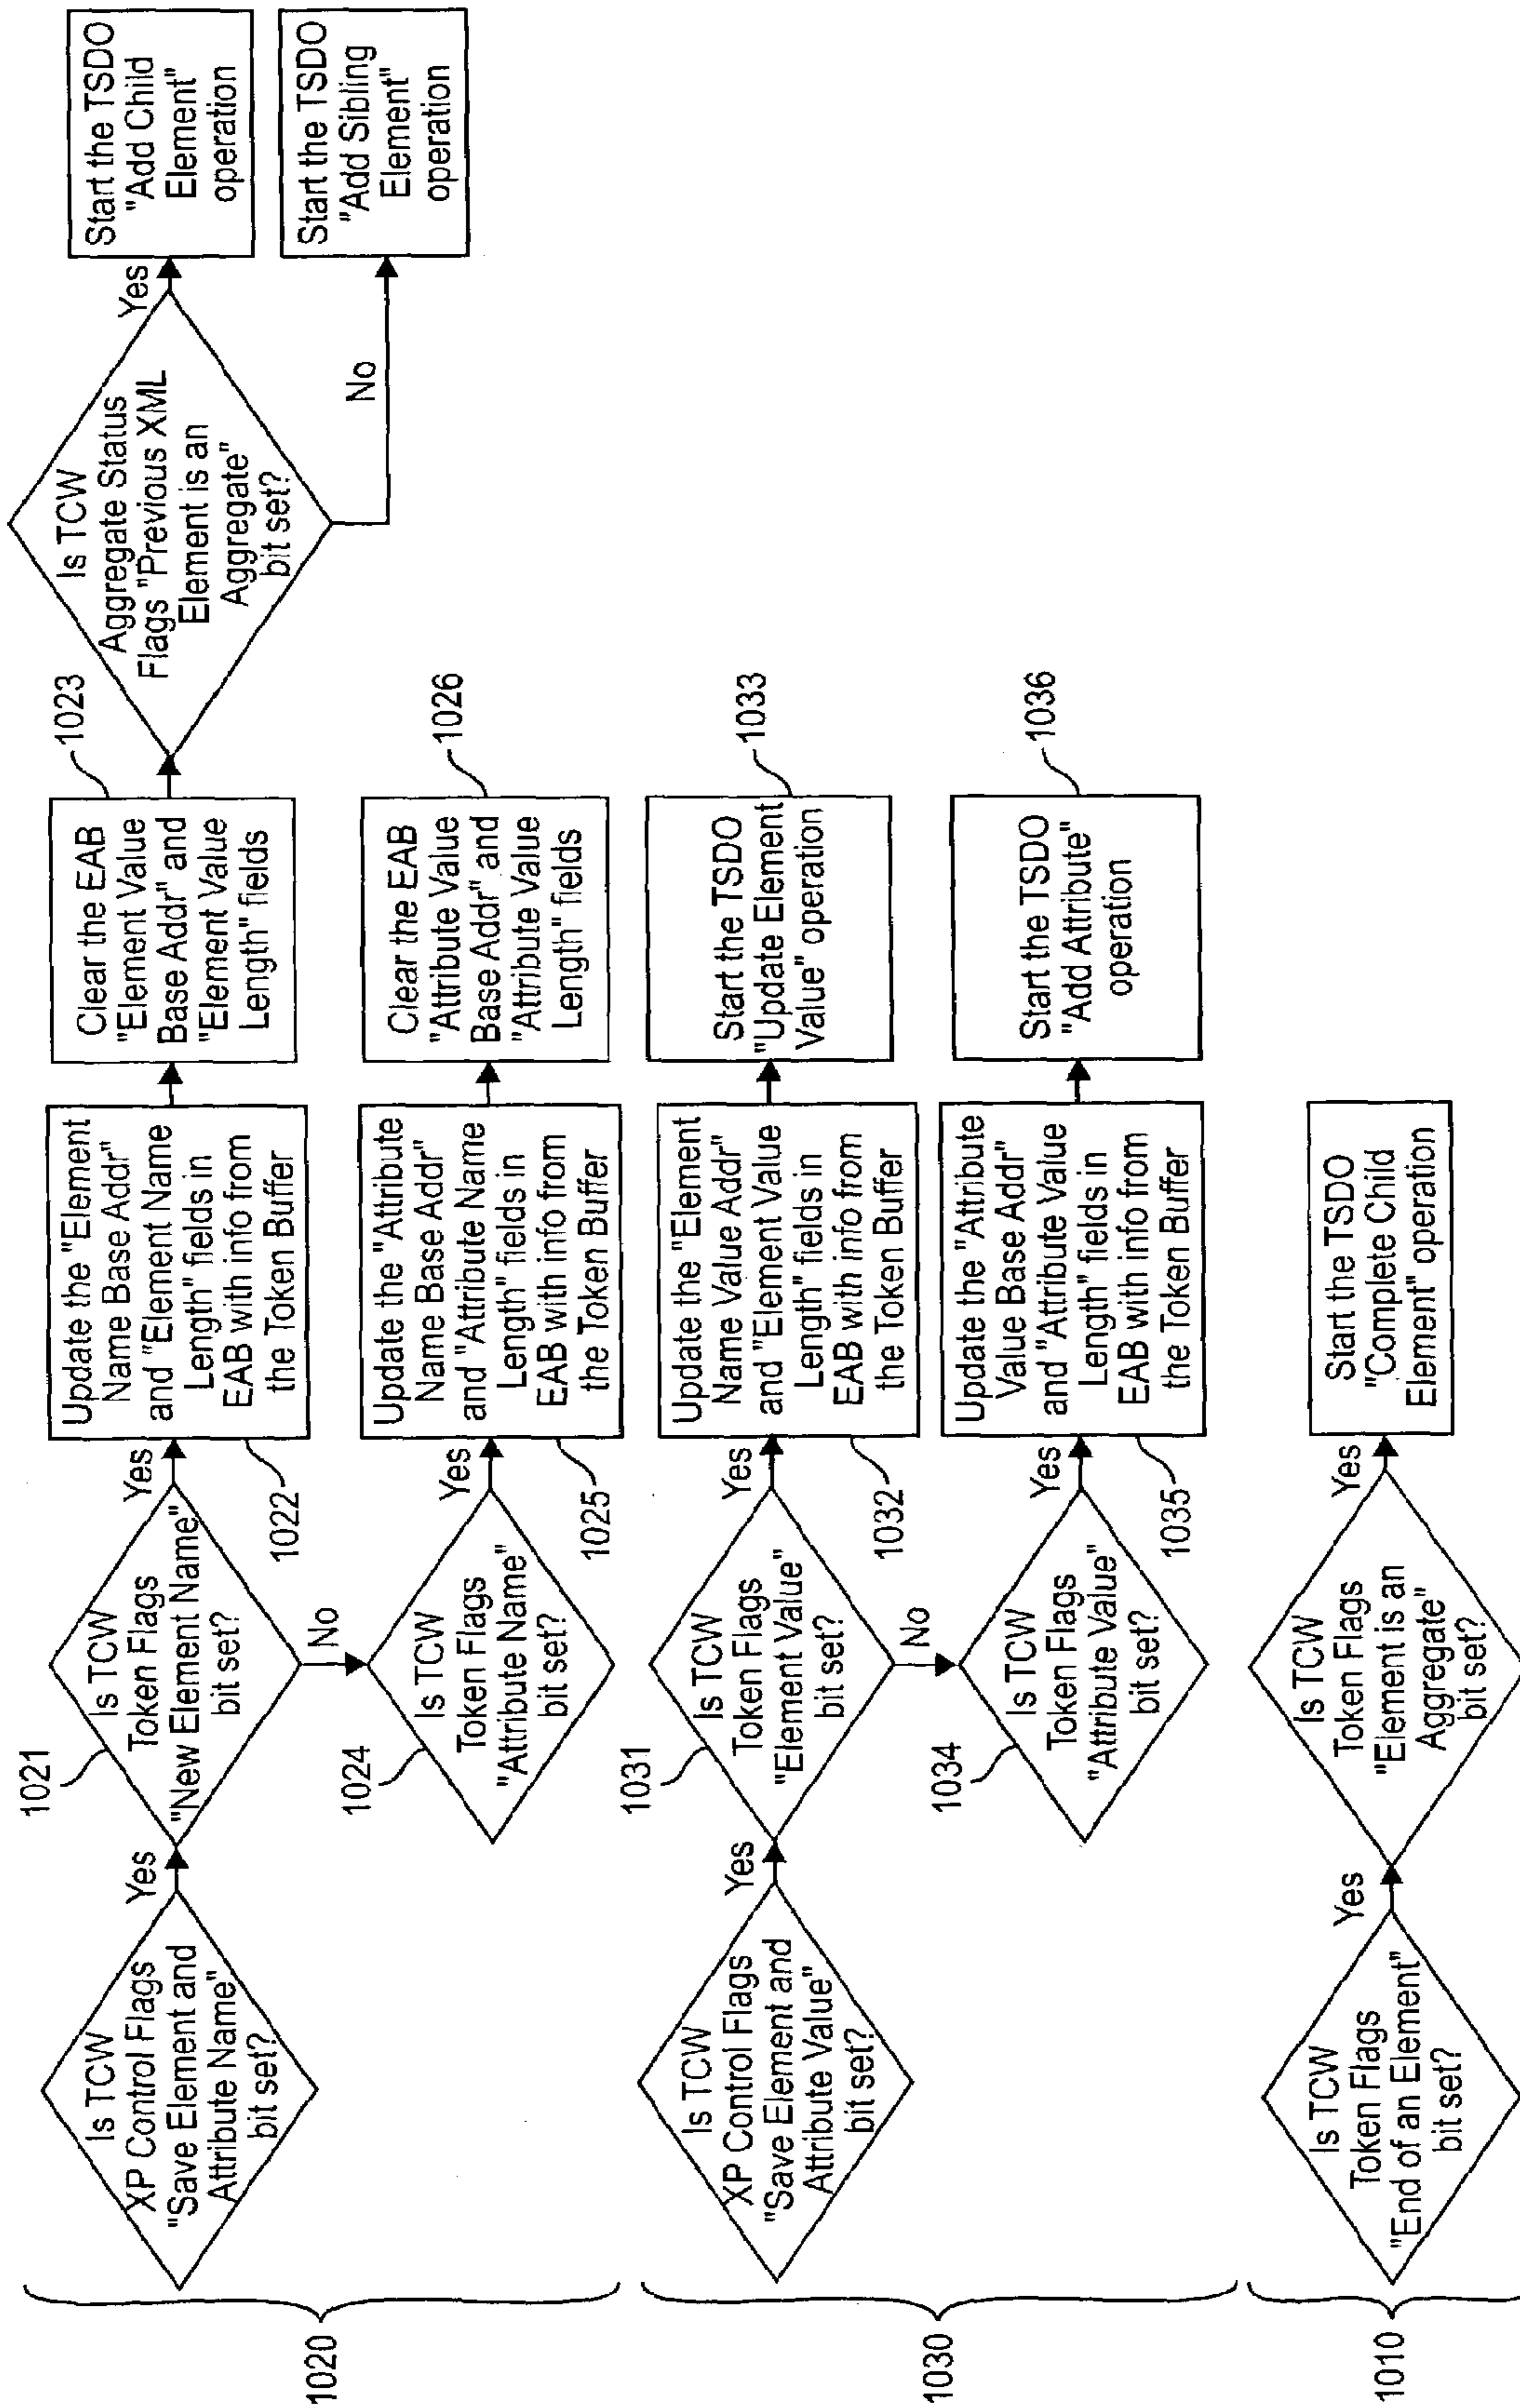 1020
Is TCW
XP Control Flags
"Save Element and
Attribute Name"
bit set?
Yes
1021
Is TCW
Token Flags
"New Element Name"
bit set?
Yes
No
1022
Update the "Element
Name Base Addr"
and "Element Name
Length" fields in
EAB with info from
the Token Buffer
1023
Clear the EAB
"Element Value
Base Addr" and
"Element Value
Length" fields
Is TCW
Aggregate Status
Flags "Previous XML
Element is an
Aggregate"
bit set?
Yes
Start the TSDO
"Add Child
Element"
operation
No
Start the TSDO
"Add Sibling
Element"
operation
1024
Is TCW
Token Flags
"Attribute Name"
bit set?
Yes
1025
Update the "Attribute
Name Base Addr"
and "Attribute Name
Length" fields in
EAB with info from
the Token Buffer
1026
Clear the EAB
"Attribute Value
Base Addr" and
"Attribute Value
Length" fields
1030
Is TCW
XP Control Flags
"Save Element and
Attribute Value"
bit set?
Yes
1031
Is TCW
Token Flags
"Element Value"
bit set?
Yes
No
1032
Update the "Element
Name Value Addr"
and "Element Value
Length" fields in
EAB with info from
the Token Buffer
1033
Start the TSDO
"Update Element
Value" operation
1034
Is TCW
Token Flags
"Attribute Value"
bit set?
Yes
1035
Update the "Attribute
Value Base Addr"
and "Attribute Value
Length" fields in
EAB with info from
the Token Buffer
1036
Start the TSDO
"Add Attribute"
operation
1010
Is TCW
Token Flags
"End of an Element"
bit set?
Yes
Is TCW
Token Flags
"Element is an
Aggregate"
bit set?
Yes
Start the TSDO
"Complete Child
Element" operation